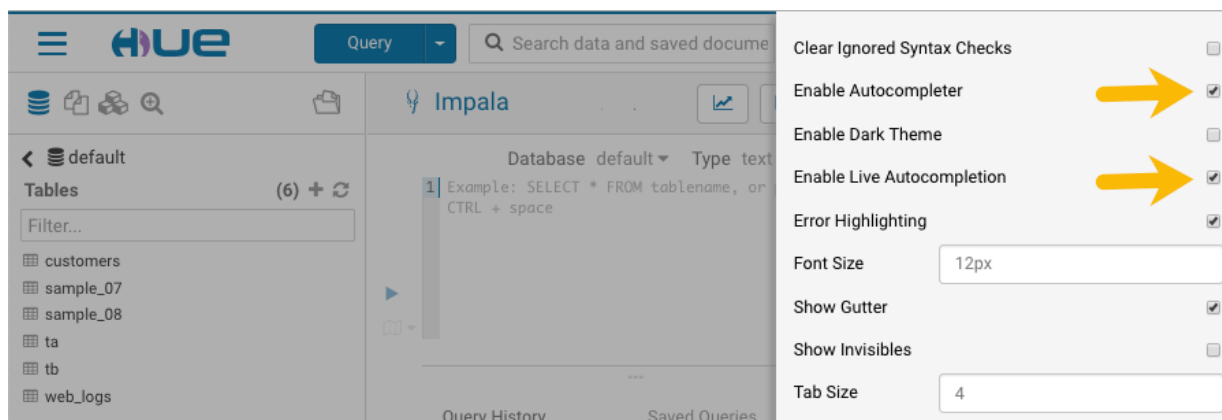 HUE
Query
Search data and saved docume
Impala
default
Database default Type text
Tables (6)
1 Example: SELECT * FROM tablename, or
CTRL + space
Filter...
customers
sample_07
sample_08
ta
tb
web_logs
Query History Saved Queries
Clear Ignored Syntax Checks
Enable Autocompleter
Enable Dark Theme
Enable Live Autocompletion
Error Highlighting
Font Size 12px
Show Gutter
Show Invisibles
Tab Size 4